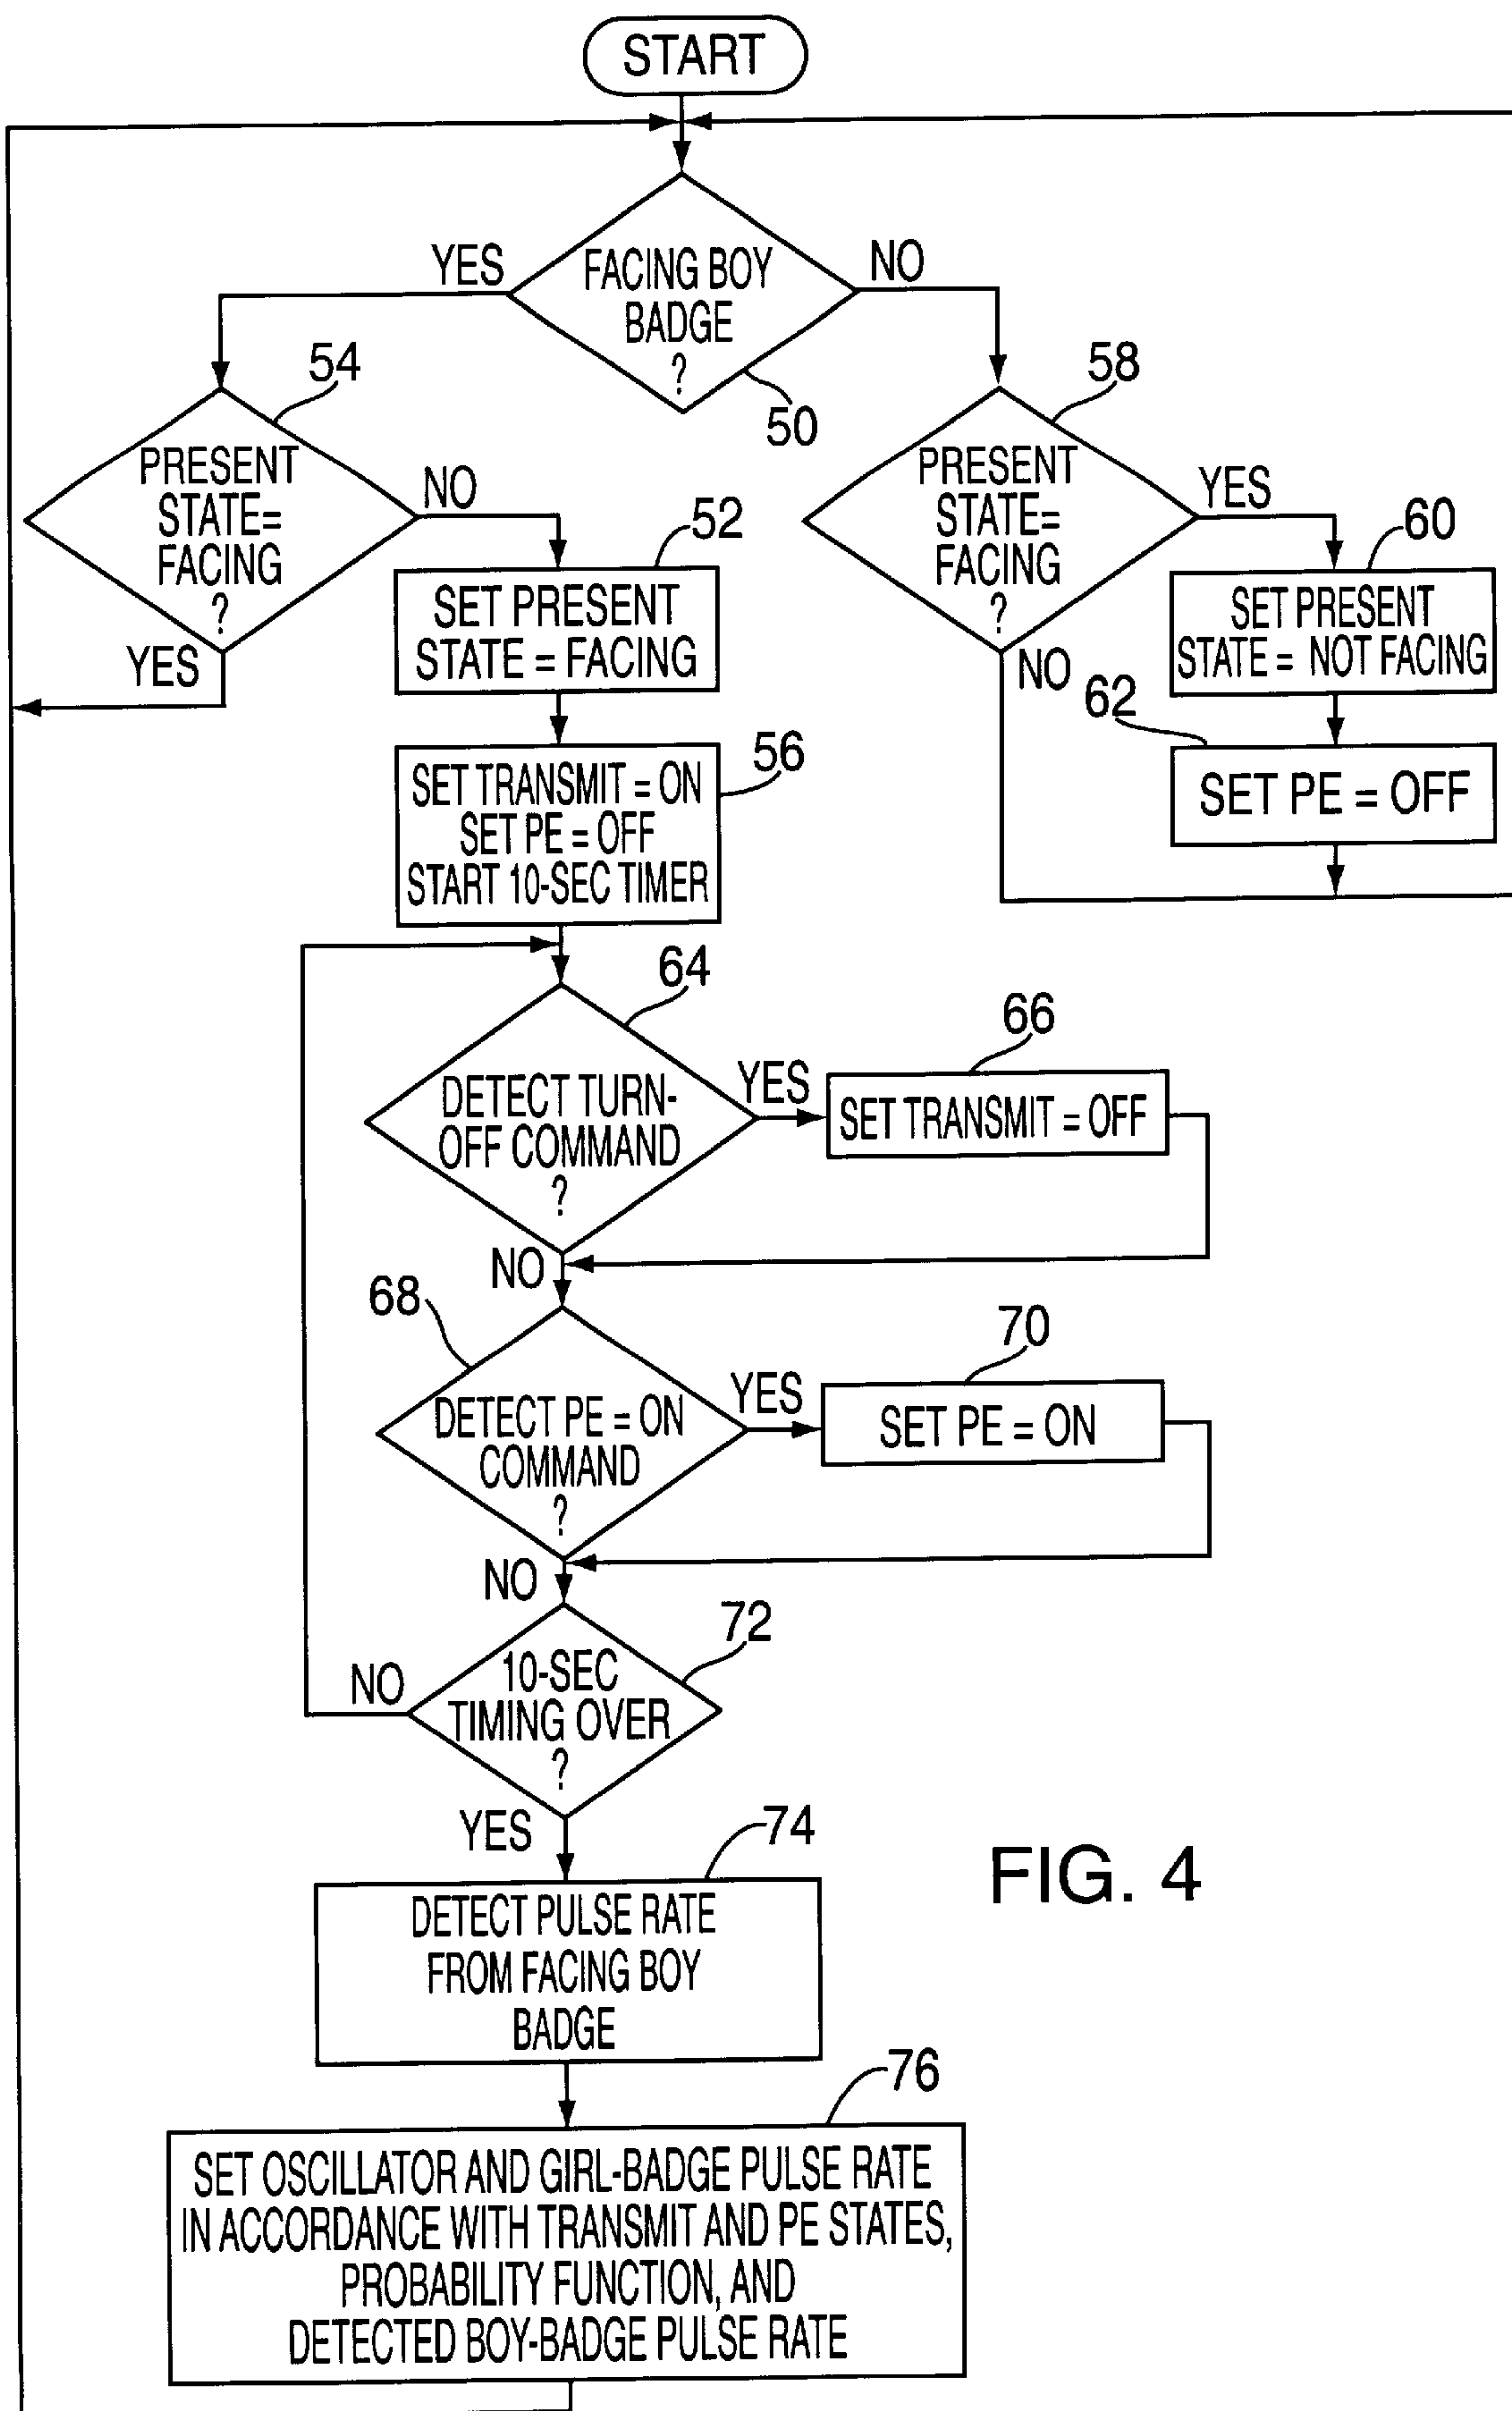 START
FACING BOY
BADGE
?
YES
NO
50
54
PRESENT
STATE=
FACING
?
NO
YES
58
PRESENT
STATE=
FACING
?
YES
NO
52
SET PRESENT
STATE = FACING
60
SET PRESENT
STATE = NOT FACING
62
SET PE = OFF
56
SET TRANSMIT = ON
SET PE = OFF
START 10-SEC TIMER
64
DETECT TURN-
OFF COMMAND
?
YES
NO
66
SET TRANSMIT = OFF
68
DETECT PE = ON
COMMAND
?
YES
NO
70
SET PE = ON
72
10-SEC
TIMING OVER
?
NO
YES
74
DETECT PULSE RATE
FROM FACING BOY
BADGE
FIG. 4
76
SET OSCILLATOR AND GIRL-BADGE PULSE RATE
IN ACCORDANCE WITH TRANSMIT AND PE STATES,
PROBABILITY FUNCTION, AND
DETECTED BOY-BADGE PULSE RATE